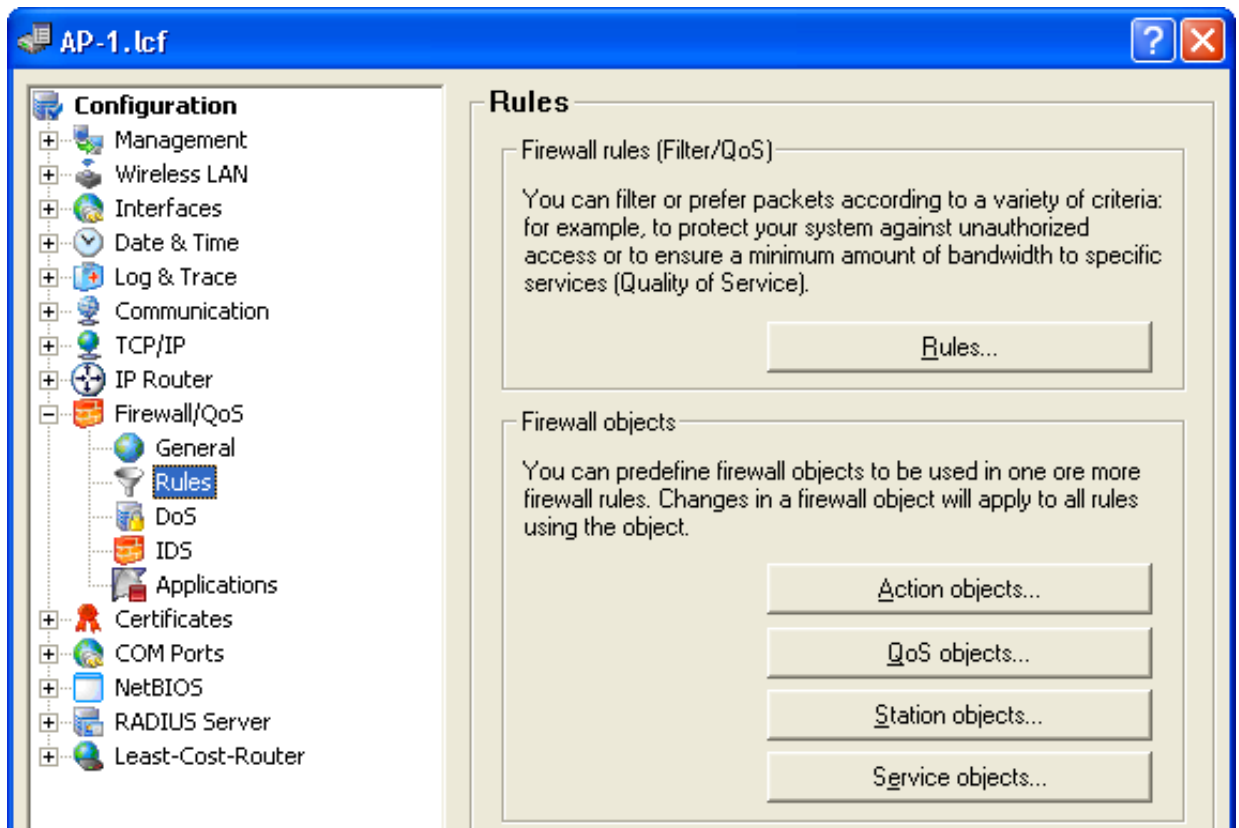 AP-1.lcf
Configuration
Management
Wireless LAN
Interfaces
Date & Time
Log & Trace
Communication
TCP/IP
IP Router
Firewall/QoS
General
Rules
DoS
IDS
Applications
Certificates
COM Ports
NetBIOS
RADIUS Server
Least-Cost-Router
Rules
Firewall rules (Filter/QoS)
You can filter or prefer packets according to a variety of criteria:
for example, to protect your system against unauthorized
access or to ensure a minimum amount of bandwidth to specific
services (Quality of Service).
Rules...
Firewall objects
You can predefine firewall objects to be used in one ore more
firewall rules. Changes in a firewall object will apply to all rules
using the object.
Action objects...
QoS objects...
Station objects...
Service objects...